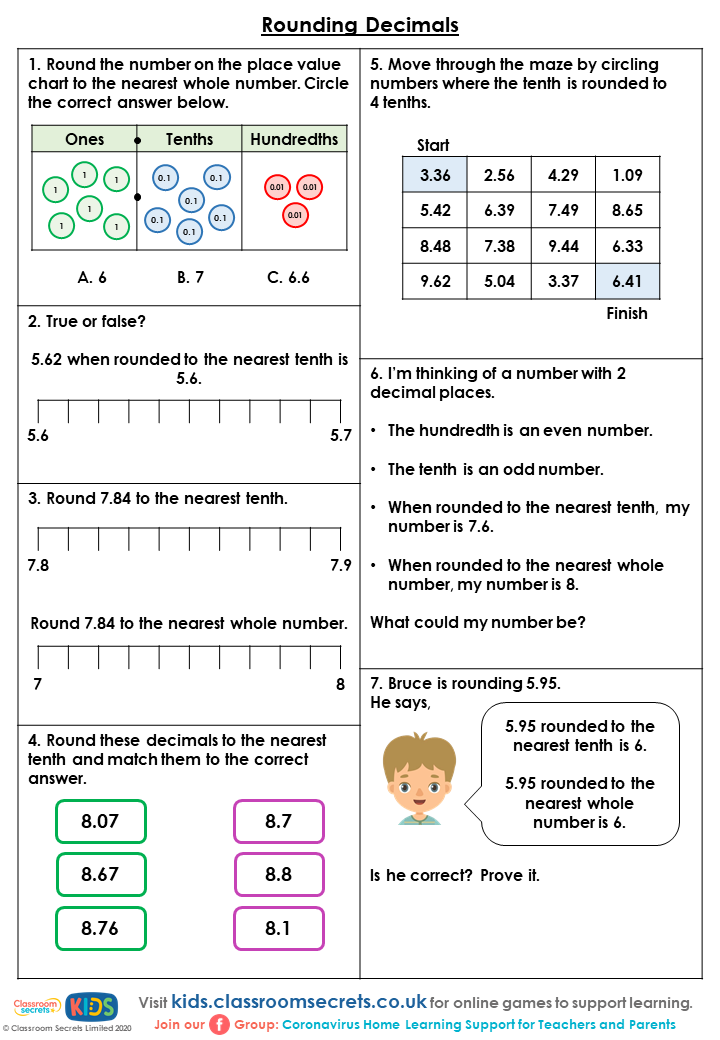 Rounding Decimals
1. Round the number on the place value
chart to the nearest whole number. Circle
the correct answer below.
Ones Tenths Hundredths
1 1 1 1 1 1
0.1 0.1 0.1 0.1 0.1 0.1
0.01 0.01 0.01
A. 6 B. 7 C. 6.6
2. True or false?
5.62 when rounded to the nearest tenth is
5.6.
5.6 5.7
3. Round 7.84 to the nearest tenth.
7.8 7.9
Round 7.84 to the nearest whole number.
7 8
4. Round these decimals to the nearest
tenth and match them to the correct
answer.
8.07 8.7
8.67 8.8
8.76 8.1
5. Move through the maze by circling
numbers where the tenth is rounded to
4 tenths.
Start
3.36 2.56 4.29 1.09
5.42 6.39 7.49 8.65
8.48 7.38 9.44 6.33
9.62 5.04 3.37 6.41
Finish
6. I’m thinking of a number with 2
decimal places.
• The hundredth is an even number.
• The tenth is an odd number.
• When rounded to the nearest tenth, my
number is 7.6.
• When rounded to the nearest whole
number, my number is 8.
What could my number be?
7. Bruce is rounding 5.95.
He says,
5.95 rounded to the
nearest tenth is 6.
5.95 rounded to the
nearest whole
number is 6.
Is he correct? Prove it.
Classroom
secrets
KIDS
© Classroom Secrets Limited 2020
Visit kids.classroomsecrets.co.uk for online games to support learning.
Join our f Group: Coronavirus Home Learning Support for Teachers and Parents